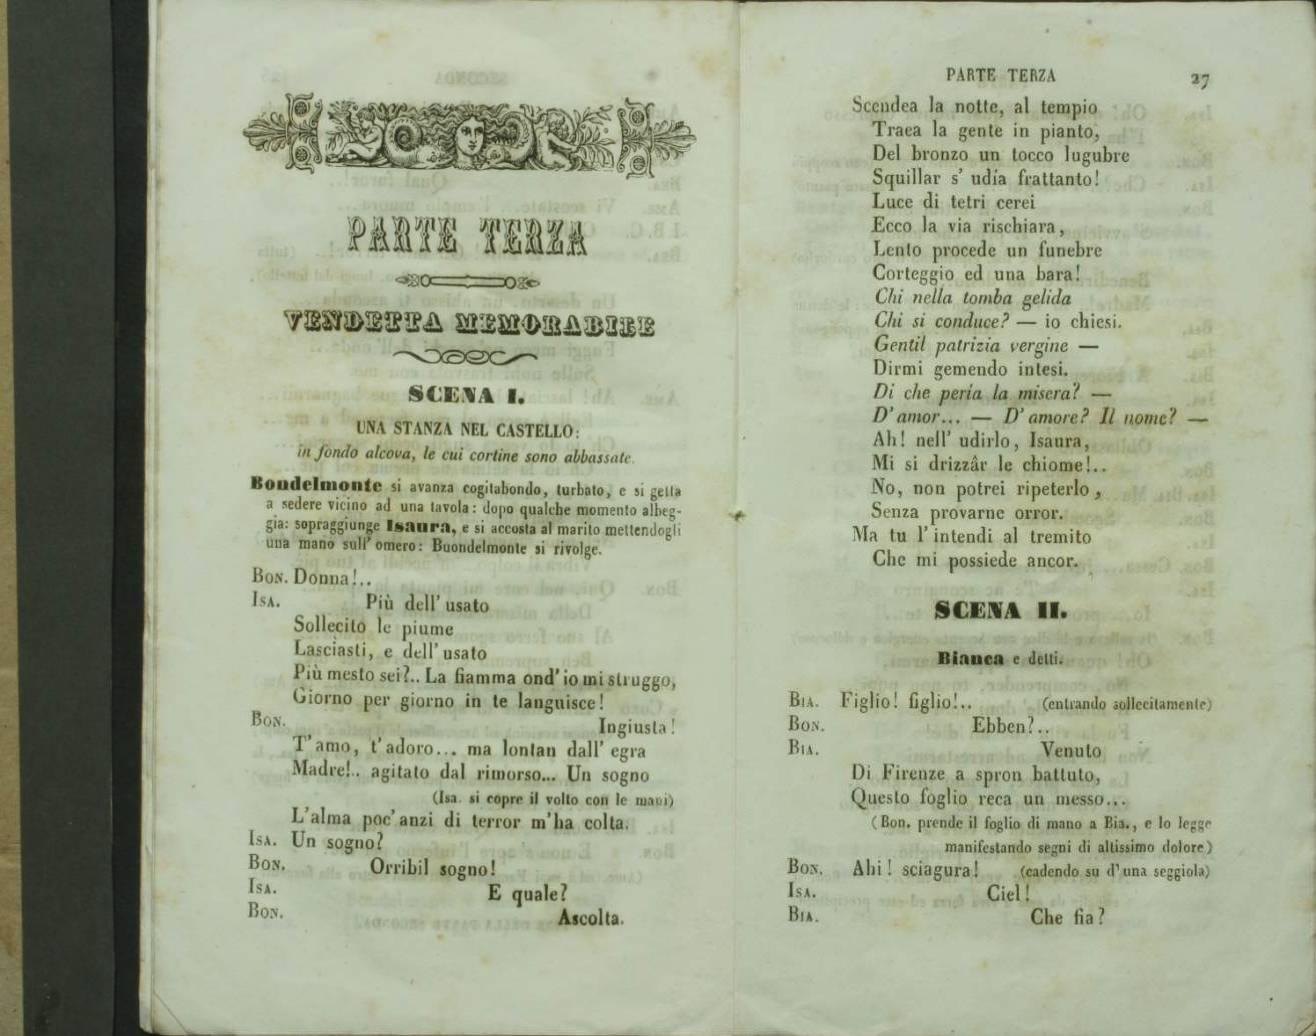 PARTE TERZA
VENDETTA MEMORABILE
SCENA I.
UNA STANZA NEL CASTELLO:
in fondo alcova, le cui cortine sono abbassate.
Bondelmonte si avanza cogitabondo, turbato, e si getta
a sedere vicino ad una tavola: dopo qualche momento albeg-
gia: sopraggiunge Isaura, e si accosta al marito mettendogli
una mano sull' omero: Buondelmonte si rivolge.
BON. Donna!..
ISA. Più dell' usato
Sollecito le piume
Lasciasti, e dell' usato
Più mesto sei?.. La fiamma ond' io mi struggo,
Giorno per giorno in te languisce!
BON. Ingiusta!
T' amo, t' adoro... ma lontan dall' egra
Madre!.. agitato dal rimorso... Un sogno
(Isa. si copre il volto con le mani)
L'alma poc' anzi di terror m'ha colta.
ISA. Un sogno?
BON. Orribil sogno!
ISA. E quale?
BON. Ascolta.
PARTE TERZA 27
Scendea la notte, al tempio
Traea la gente in pianto,
Del bronzo un tocco lugubre
Squillar s' udía frattanto!
Luce di tetri cerei
Ecco la via rischiara,
Lento procede un funebre
Corteggio ed una bara!
Chi nella tomba gelida
Chi si conduce? — io chiesi.
Gentil patrizia vergine —
Dirmi gemendo intesi.
Di che pería la misera? —
D' amor... — D' amore? Il nome? —
Ah! nell' udirlo, Isaura,
Mi si drizzâr le chiome!..
No, non potrei ripeterlo,
Senza provarne orror.
Ma tu l' intendi al tremito
Che mi possiede ancor.
SCENA II.
Bianca e detti.
BIA. Figlio! figlio!.. (entrando sollecitamente)
BON. Ebben?..
BIA. Venuto
Di Firenze a spron battuto,
Questo foglio reca un messo...
(Bon. prende il foglio di mano a Bia., e lo legge
manifestando segni di altissimo dolore)
BON. Ahi! sciagura! (cadendo su d' una seggiola)
ISA. Ciel!
BIA. Che fia?